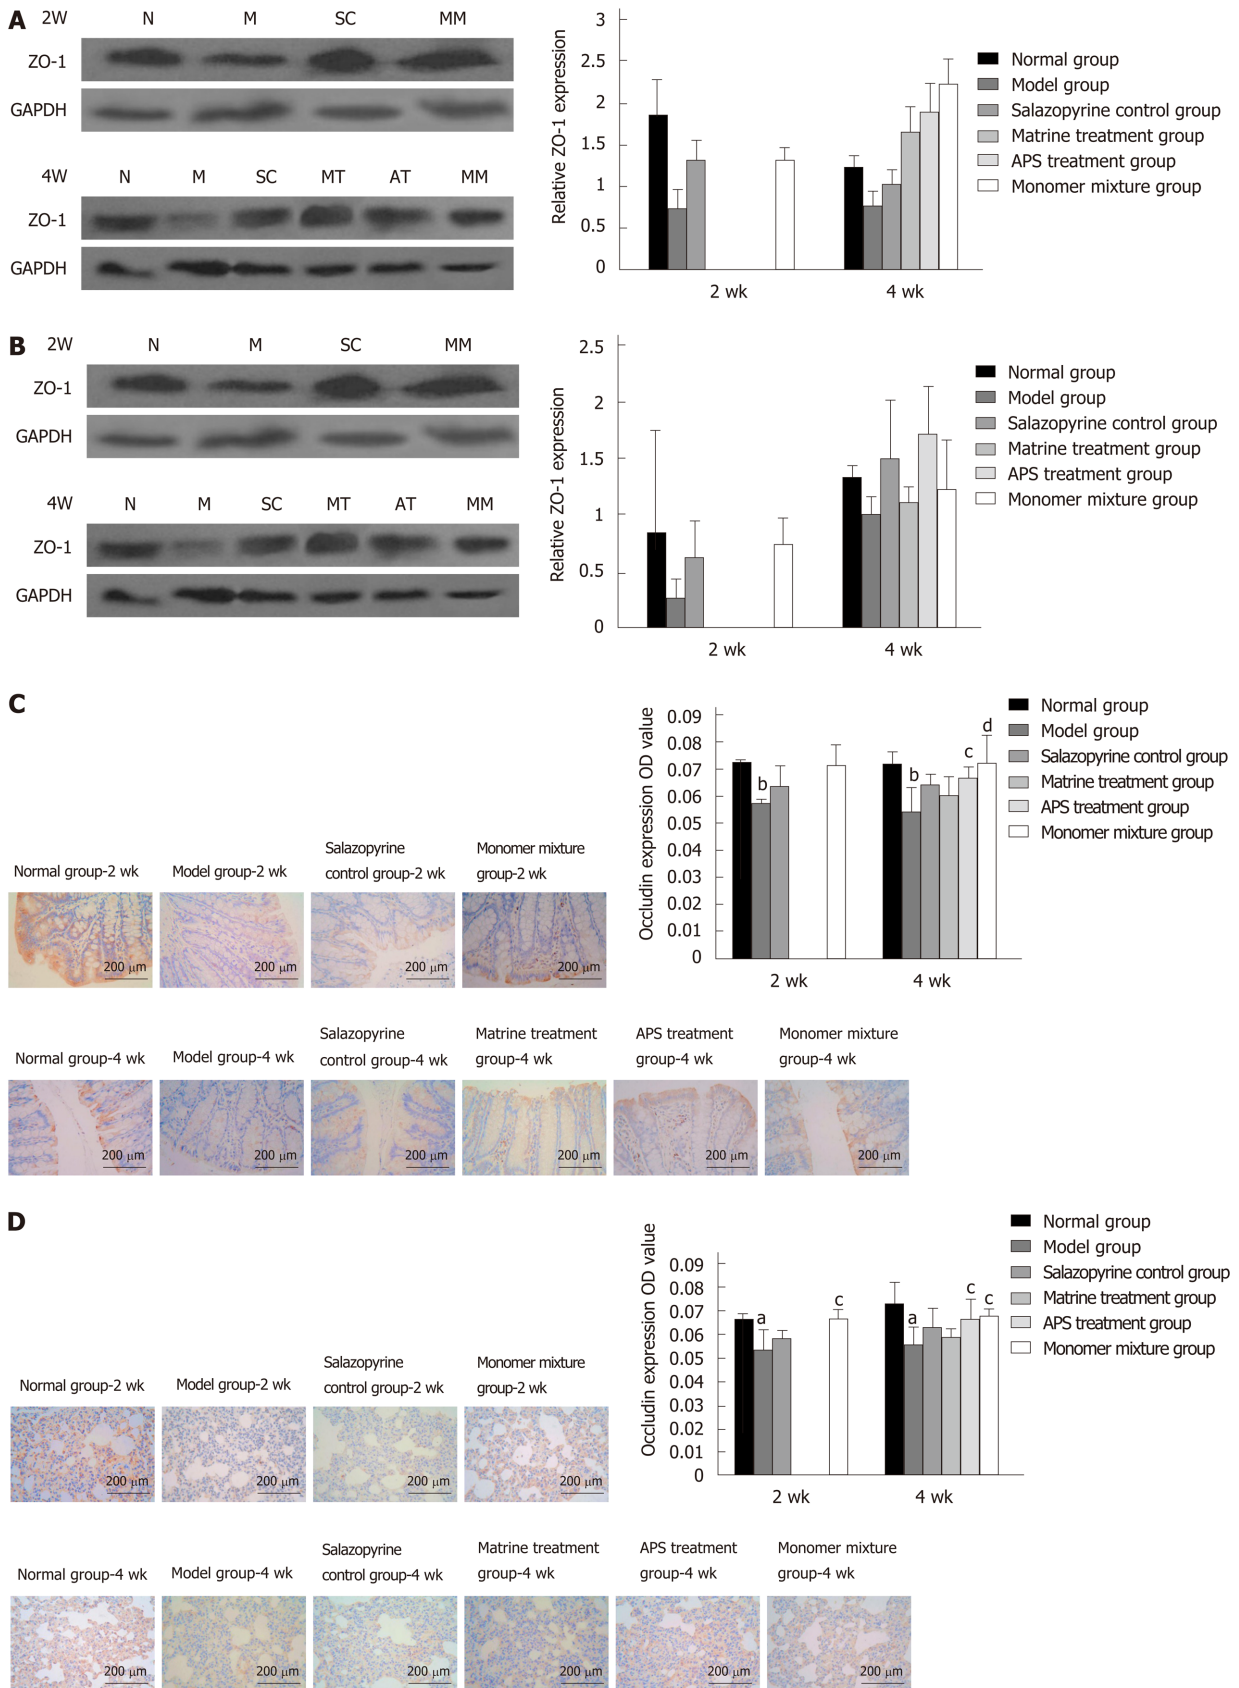 A
2W N M SC MM
ZO-1
GAPDH
4W N M SC MT AT MM
ZO-1
GAPDH
Relative ZO-1 expression
3
2.5
2
1.5
1
0.5
0
2 wk 4 wk
Normal group
Model group
Salazopyrine control group
Matrine treatment group
APS treatment group
Monomer mixture group
B
2W N M SC MM
ZO-1
GAPDH
4W N M SC MT AT MM
ZO-1
GAPDH
Relative ZO-1 expression
2.5
2
1.5
1
0.5
0
2 wk 4 wk
Normal group
Model group
Salazopyrine control group
Matrine treatment group
APS treatment group
Monomer mixture group
C
Normal group-2 wk
Model group-2 wk
Salazopyrine
control group-2 wk
Monomer mixture
group-2 wk
200 μm 200 μm 200 μm 200 μm
Normal group-4 wk
Model group-4 wk
Salazopyrine
control group-4 wk
Matrine treatment
group-4 wk
APS treatment
group-4 wk
Monomer mixture
group-4 wk
200 μm 200 μm 200 μm 200 μm 200 μm 200 μm
Occludin expression OD value
0.09
0.08
0.07
0.06
0.05
0.04
0.03
0.02
0.01
0
b b c d
2 wk 4 wk
Normal group
Model group
Salazopyrine control group
Matrine treatment group
APS treatment group
Monomer mixture group
D
Normal group-2 wk
Model group-2 wk
Salazopyrine
control group-2 wk
Monomer mixture
group-2 wk
200 μm 200 μm 200 μm 200 μm
Normal group-4 wk
Model group-4 wk
Salazopyrine
control group-4 wk
Matrine treatment
group-4 wk
APS treatment
group-4 wk
Monomer mixture
group-4 wk
200 μm 200 μm 200 μm 200 μm 200 μm 200 μm
Occludin expression OD value
0.09
0.08
0.07
0.06
0.05
0.04
0.03
0.02
0.01
0
a c a c c
2 wk 4 wk
Normal group
Model group
Salazopyrine control group
Matrine treatment group
APS treatment group
Monomer mixture group